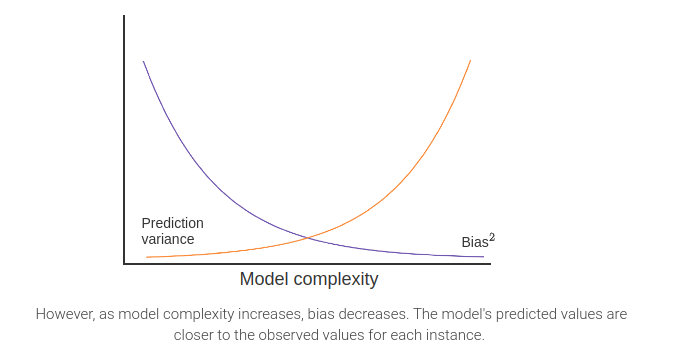 Prediction
variance
Bias²
Model complexity
However, as model complexity increases, bias decreases. The model's predicted values are
closer to the observed values for each instance.